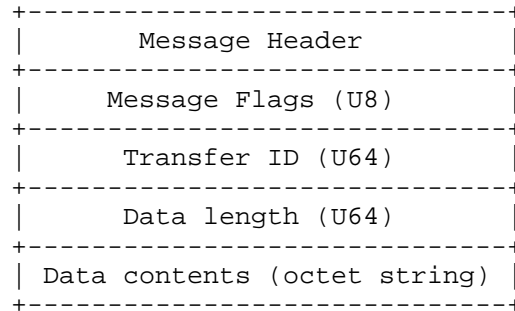 Message Header
Message Flags (U8)
Transfer ID (U64)
Data length (U64)
Data contents (octet string)